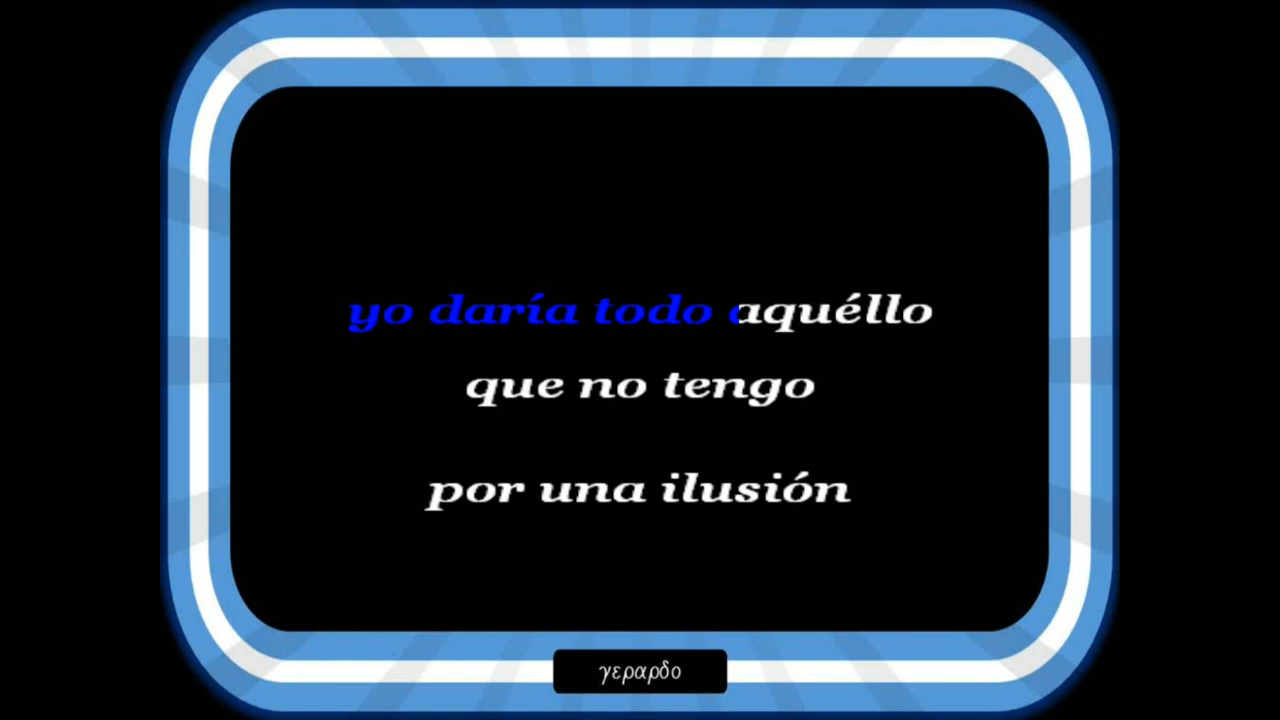 yo daría todo aquéllo
que no tengo
por una ilusión
γεραρδο